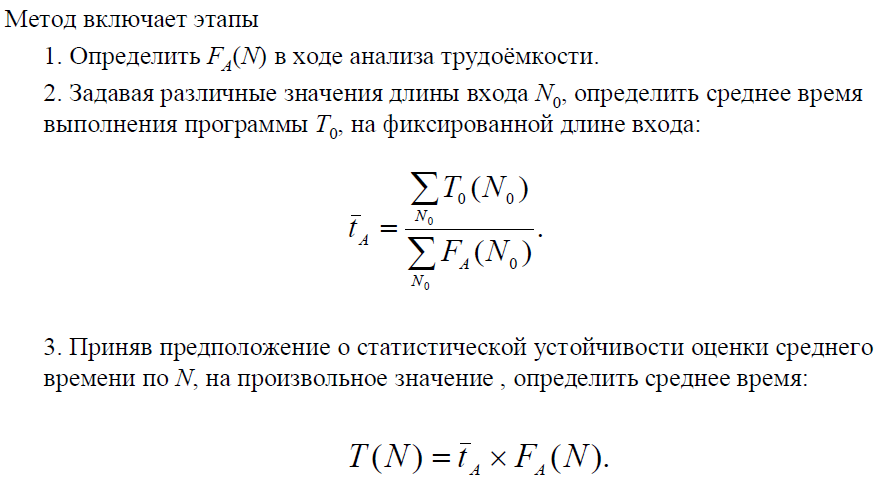 Метод включает этапы
1. Определить F_A(N) в ходе анализа трудоёмкости.
2. Задавая различные значения длины входа N_0, определить среднее время
выполнения программы T_0, на фиксированной длине входа:
\bar{t}_A = \frac{\sum_{N_0} T_0(N_0)}{\sum_{N_0} F_A(N_0)}.
3. Приняв предположение о статистической устойчивости оценки среднего
времени по N, на произвольное значение , определить среднее время:
T(N) = \bar{t}_A × F_A(N).